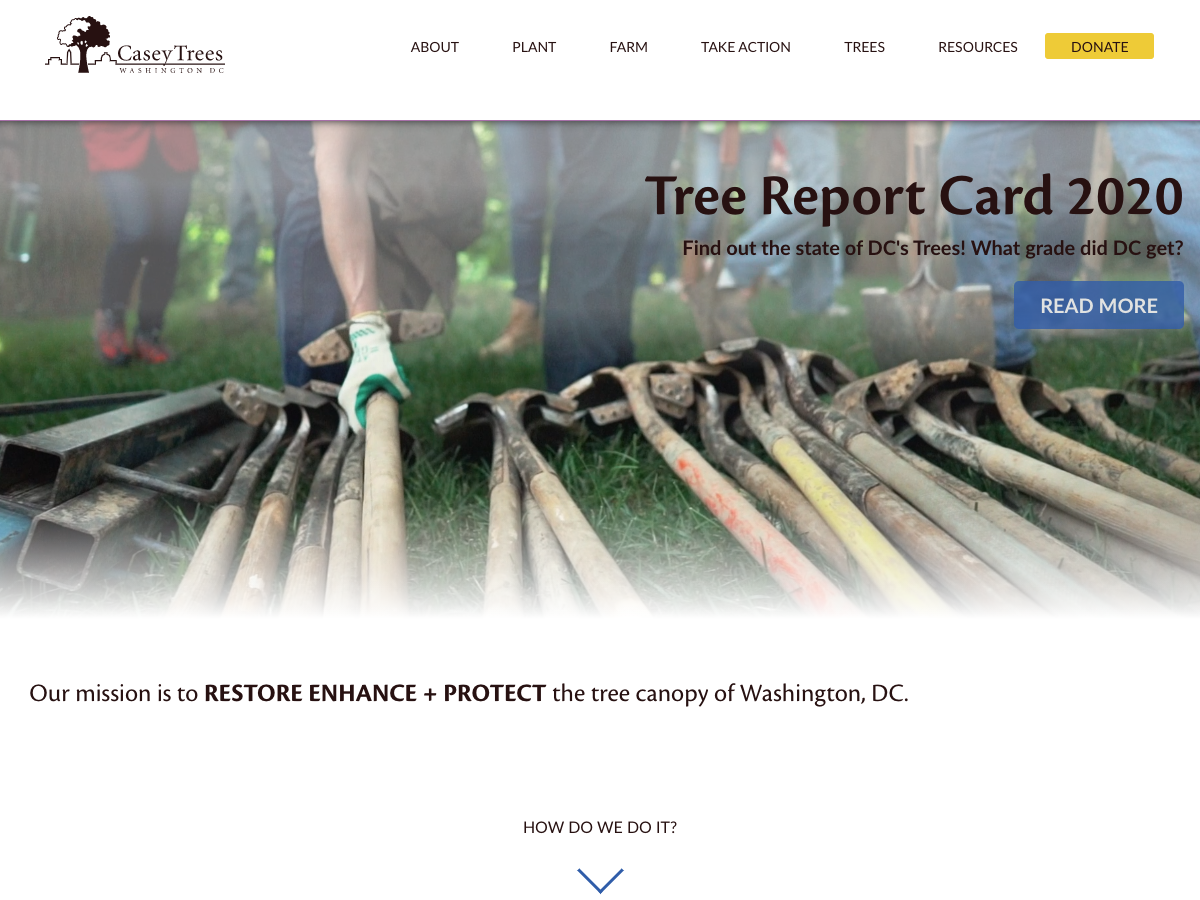 CaseyTrees
WASHINGTON DC
ABOUT PLANT FARM TAKE ACTION TREES RESOURCES DONATE
Tree Report Card 2020
Find out the state of DC's Trees! What grade did DC get?
READ MORE
Our mission is to RESTORE ENHANCE + PROTECT the tree canopy of Washington, DC.
HOW DO WE DO IT?